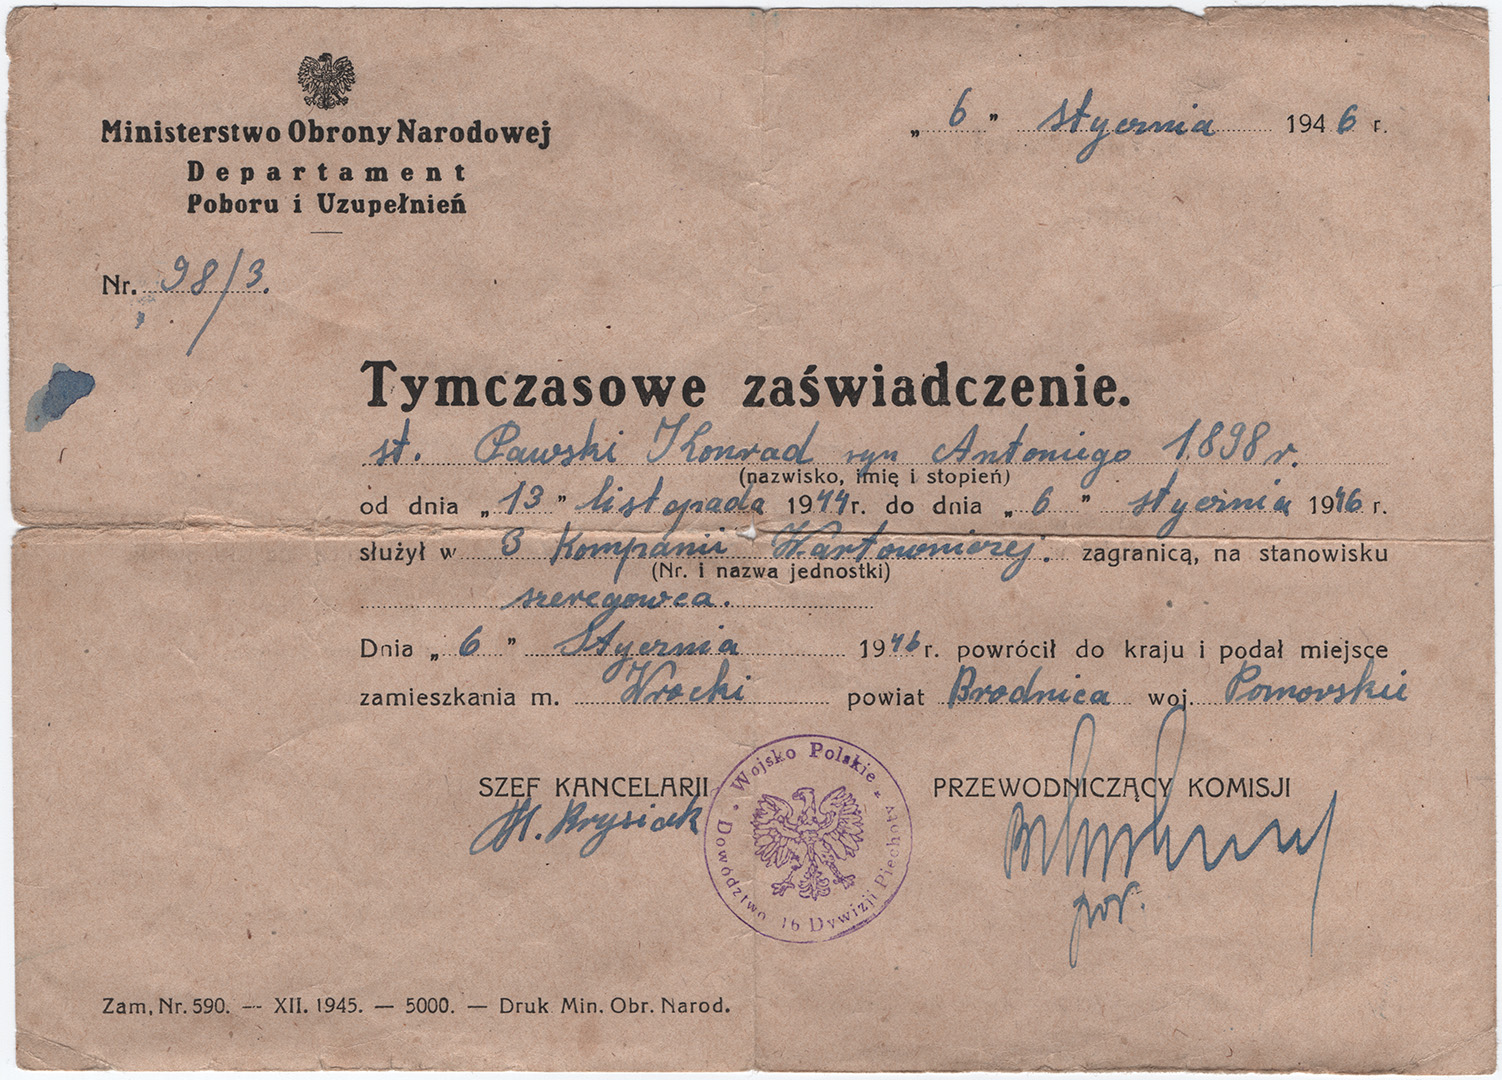 Ministerstwo Obrony Narodowej
Departament
Poboru i Uzupełnień
„ 6 " stycznia 1946 r.
Nr. 98/3.
Tymczasowe zaświadczenie.
st. Pawski Konrad syn Antoniego 1898 r.
(nazwisko, imię i stopień)
od dnia „ 13 " listopada 1944 r. do dnia „ 6 " stycznia 1946 r.
służył w 3 Kompanii Wartowniczej. zagranicą, na stanowisku
(Nr. i nazwa jednostki)
szeregowca.
Dnia „ 6 " Stycznia 1946 r. powrócił do kraju i podał miejsce
zamieszkania m. Wrocki powiat Brodnica woj. Pomorskie
SZEF KANCELARII
PRZEWODNICZĄCY KOMISJI
Krysiak
por.
Wojsko Polskie
Dowództwo 16 Dywizji Piechoty
Zam, Nr. 590. — XII. 1945. — 5000. — Druk Min. Obr. Narod.